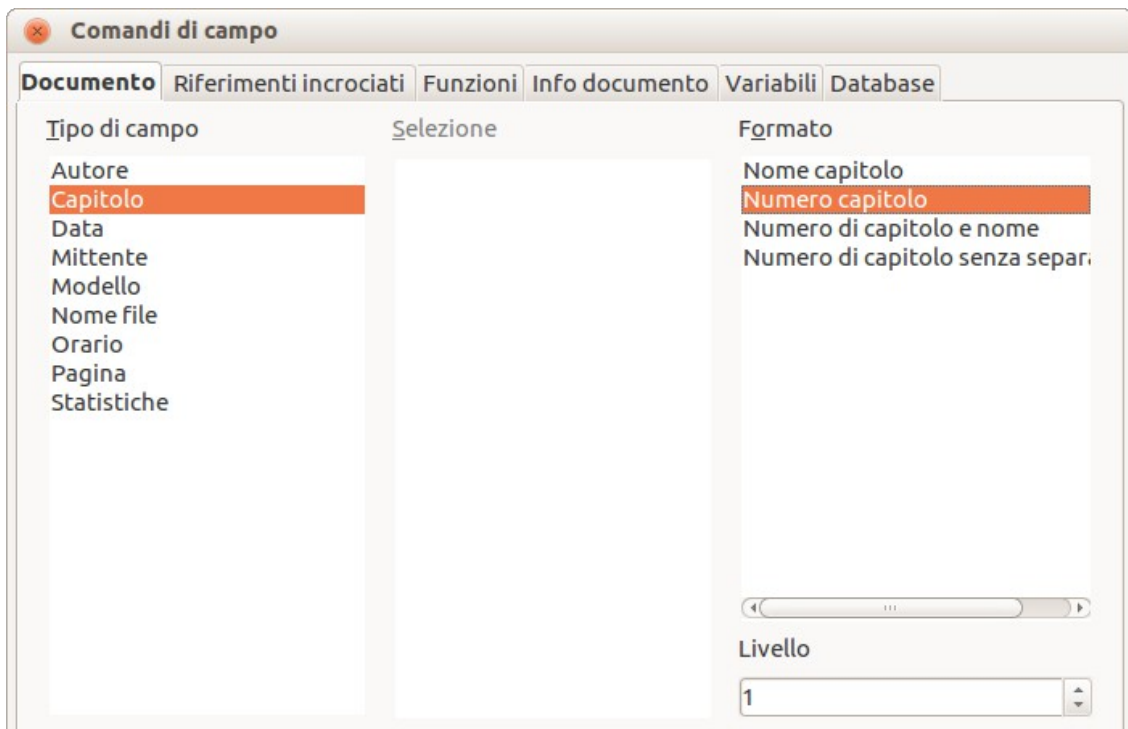 Comandi di campo
Documento Riferimenti incrociati Funzioni Info documento Variabili Database
Tipo di campo
Autore
Capitolo
Data
Mittente
Modello
Nome file
Orario
Pagina
Statistiche
Selezione
Formato
Nome capitolo
Numero capitolo
Numero di capitolo e nome
Numero di capitolo senza
Livello
1